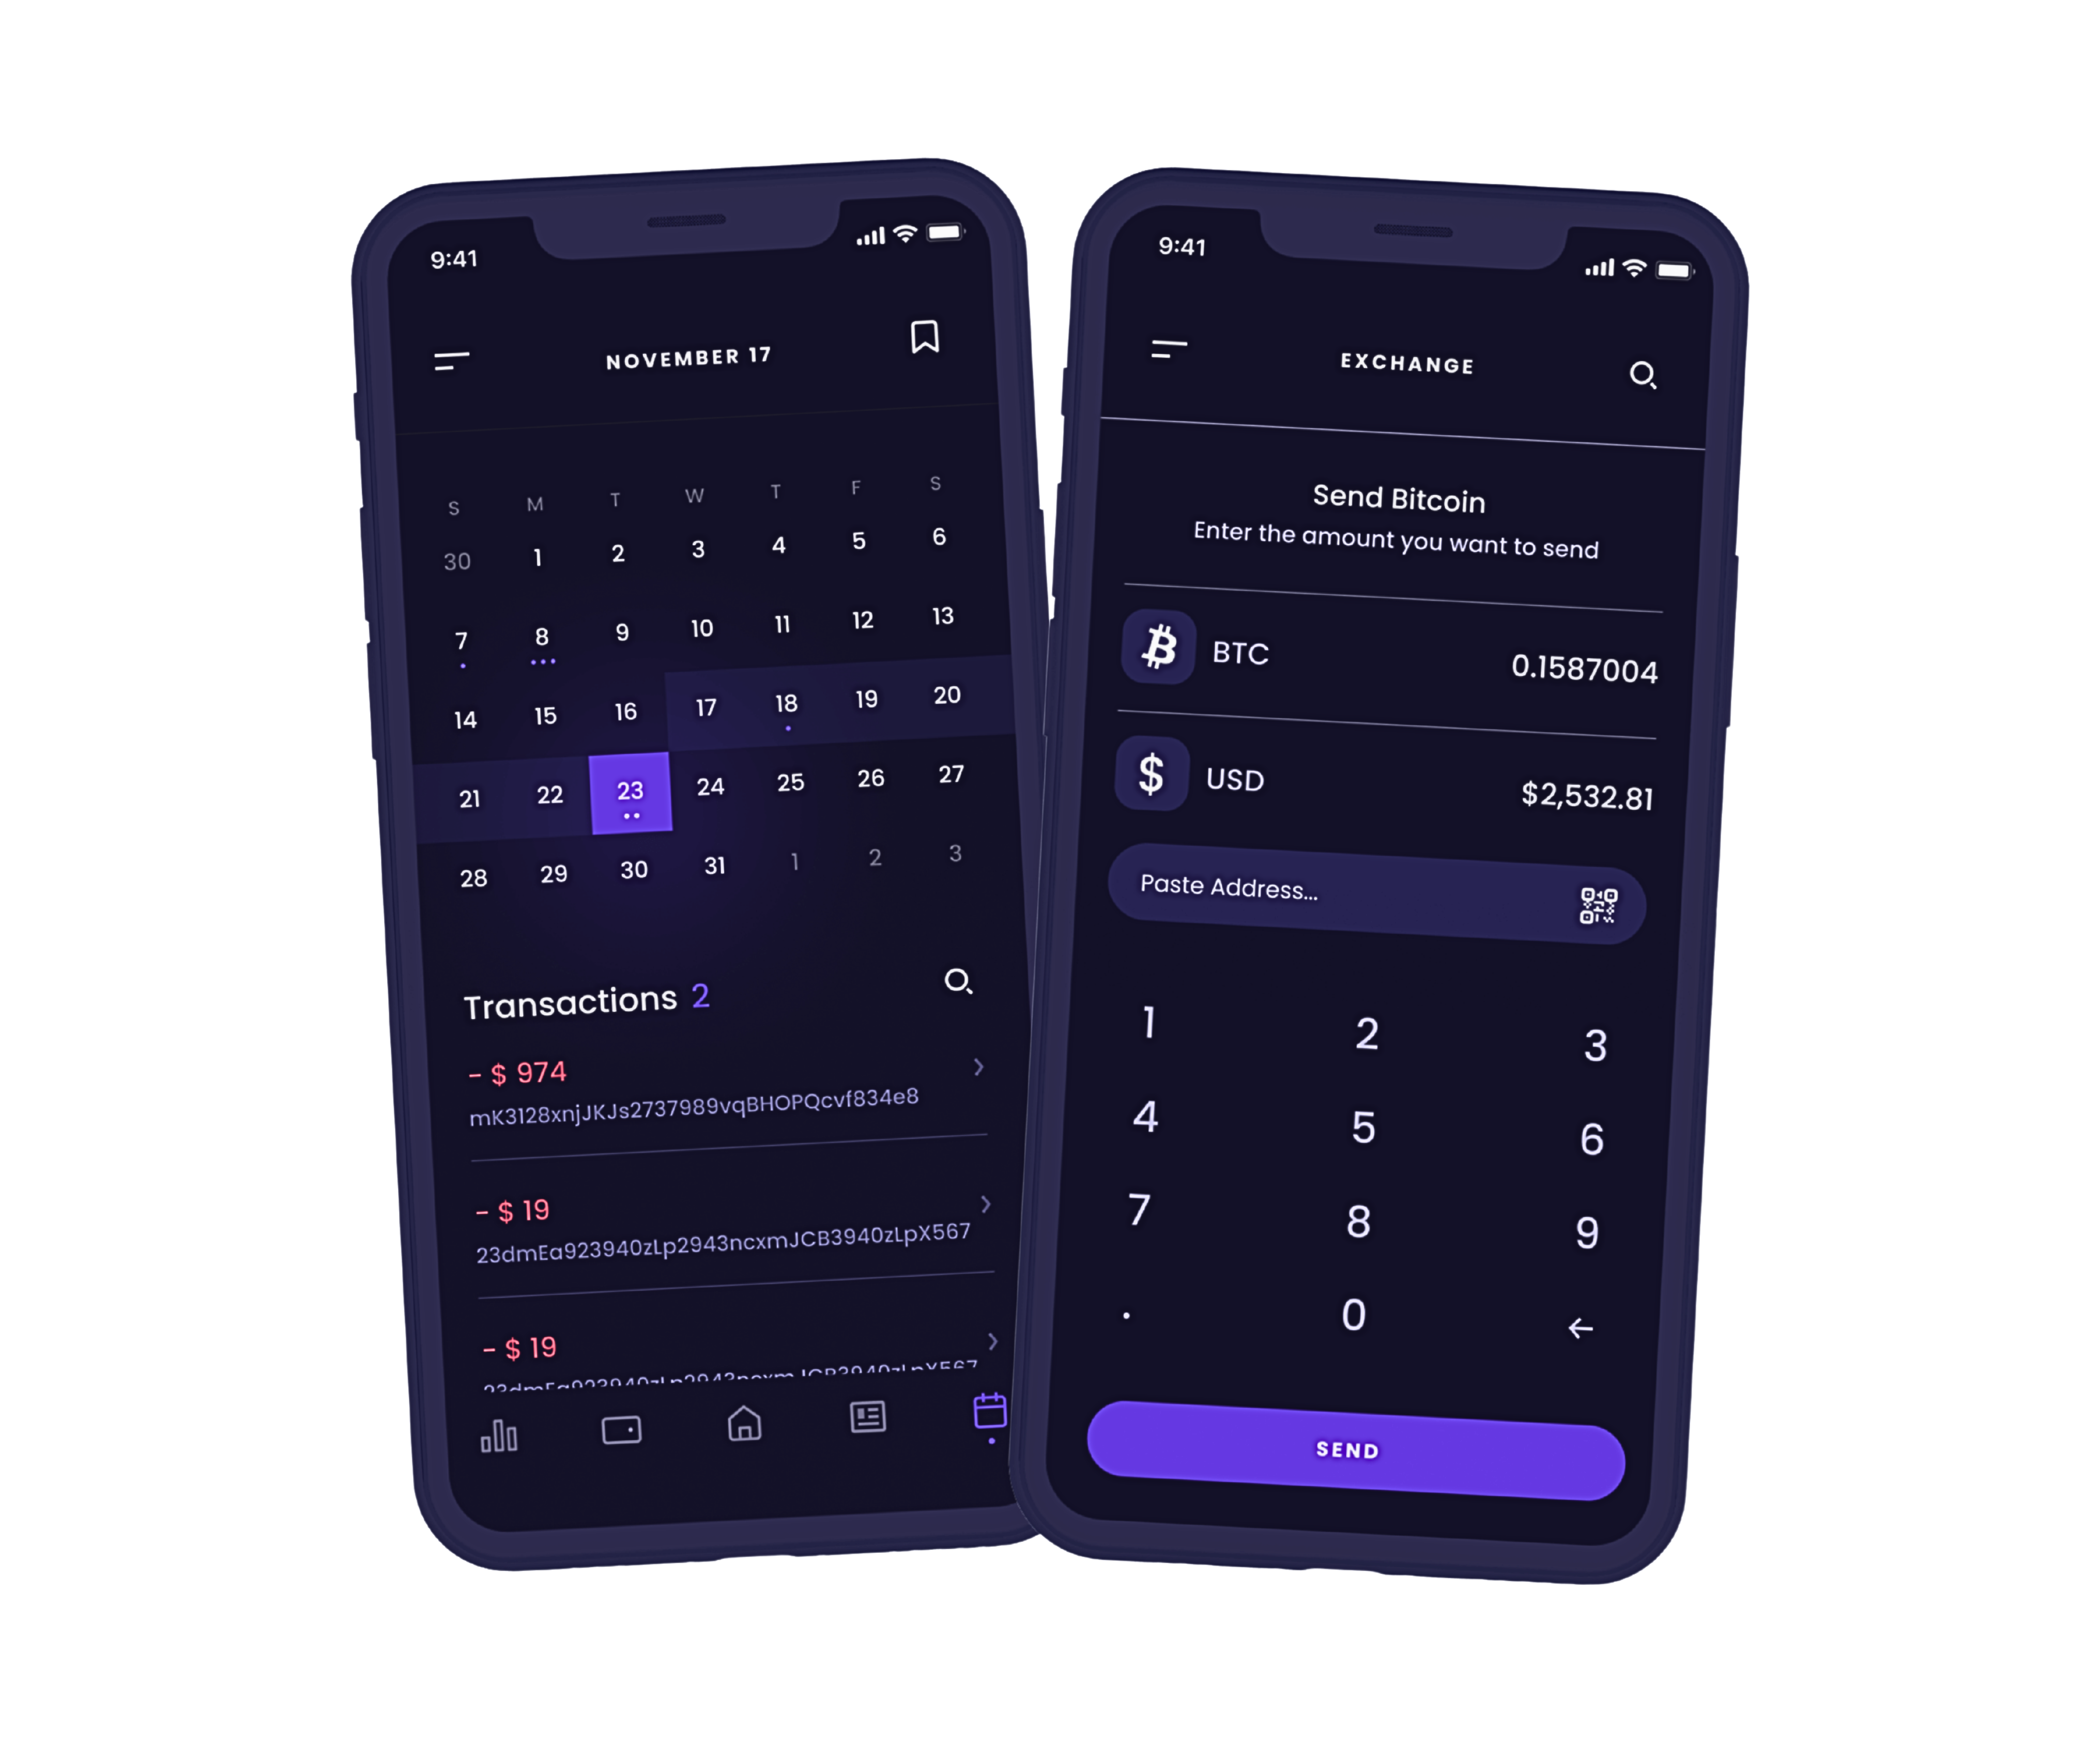 9:41
NOVEMBER 17
S M T W T F S
30 1 2 3 4 5 6
7 8 9 10 11 12 13
14 15 16 17 18 19 20
21 22 23 24 25 26 27
28 29 30 31 1 2 3
Transactions 2
- $ 974
mK3128xnjJKJs2737989vqBHOPQcvf834e8
- $ 19
23dmEa923940zLp2943ncxmJCB3940zLpX567
- $ 19
23dmEa923940zLp2943ncxmJCB3940zLpX567
9:41
EXCHANGE
Send Bitcoin
Enter the amount you want to send
BTC 0.1587004
$ USD $2,532.81
Paste Address...
1 2 3
4 5 6
7 8 9
. 0
SEND